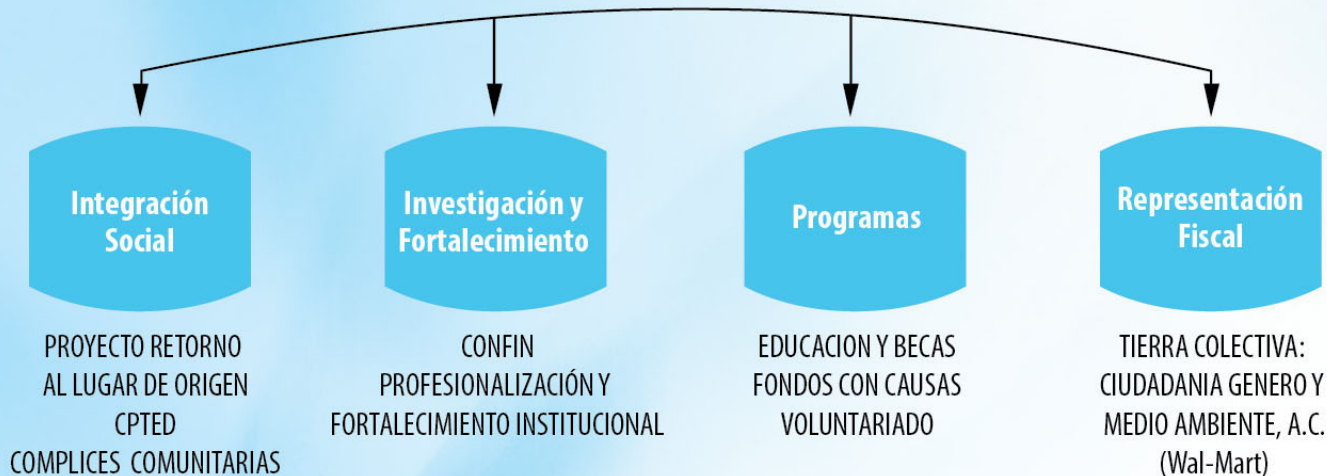 Integración
Social
PROYECTO RETORNO
AL LUGAR DE ORIGEN
CPTED
COMPLICES COMUNITARIAS
Investigación y
Fortalecimiento
CONFIN
PROFESIONALIZACIÓN Y
FORTALECIMIENTO INSTITUCIONAL
Programas
EDUCACION Y BECAS
FONDOS CON CAUSAS
VOLUNTARIADO
Representación
Fiscal
TIERRA COLECTIVA:
CIUDADANIA GENERO Y
MEDIO AMBIENTE, A.C.
(Wal-Mart)